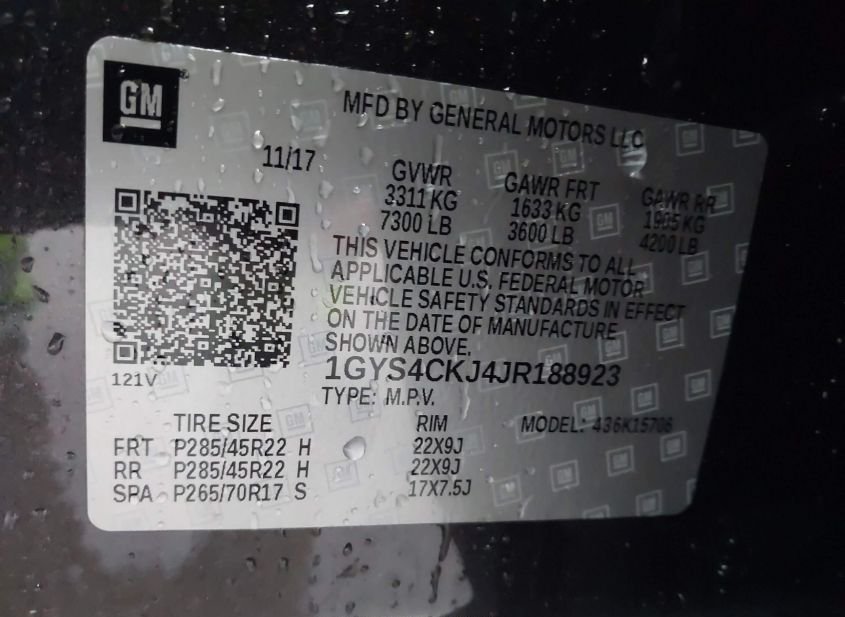 GM
MFD BY GENERAL MOTORS LLC
11/17
GVWR GAWR FRT GAWR RR
3311 KG 1633 KG 1905 KG
7300 LB 3600 LB 4200 LB
THIS VEHICLE CONFORMS TO ALL
APPLICABLE U.S. FEDERAL MOTOR
VEHICLE SAFETY STANDARDS IN EFFECT
ON THE DATE OF MANUFACTURE
SHOWN ABOVE.
1GYS4CKJ4JR188923
121V
TYPE: M.P.V.
TIRE SIZE RIM MODEL: 436K15706
FRT P285/45R22 H 22X9J
RR P285/45R22 H 22X9J
SPA P265/70R17 S 17X7.5J